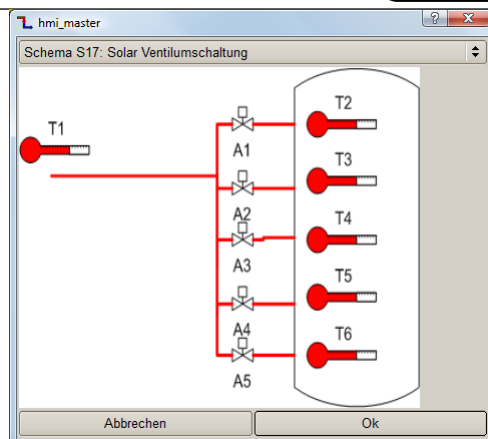 hmi_master
?
X
Schema S17: Solar Ventilumschaltung
T1
T2
A1
T3
A2
T4
A3
T5
A4
T6
A5
Abbrechen
Ok